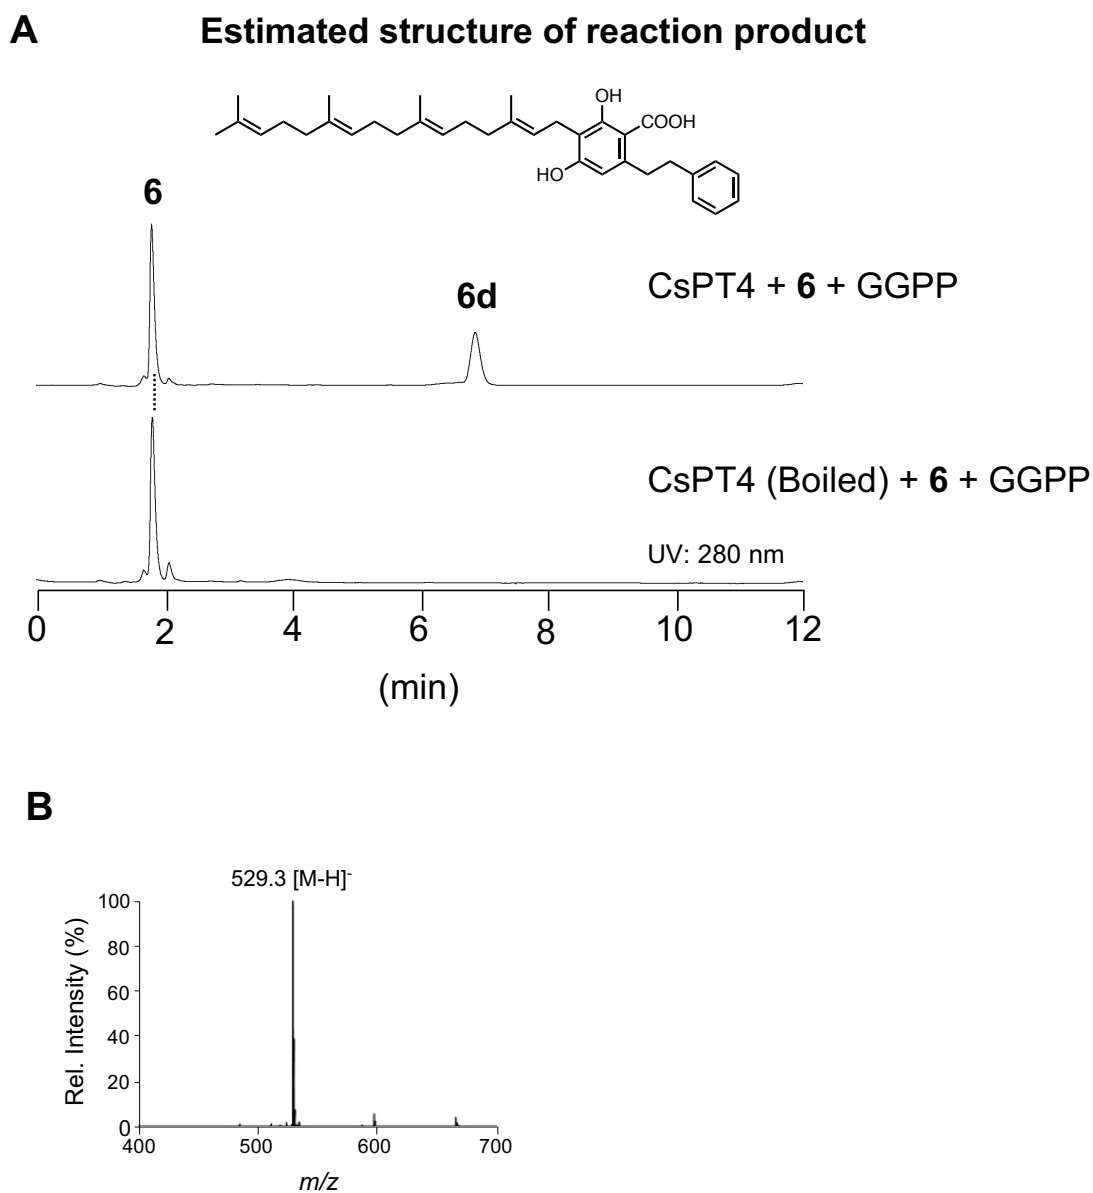 A Estimated structure of reaction product
OH
COOH
HO
6
6d
CsPT4 + 6 + GGPP
CsPT4 (Boiled) + 6 + GGPP
UV: 280 nm
0 2 4 6 8 10 12
(min)
B
529.3 [M-H]-
100
80
60
40
20
0
Rel. Intensity (%)
400 500 600 700
m/z